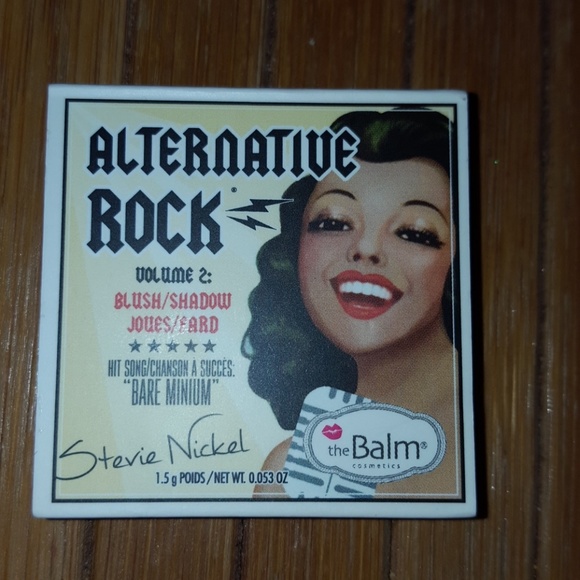 ALTERNATIVE
ROCK®
VOLUME 2:
BLUSH/SHADOW
JOUES/FARD
★★★★★
HIT SONG/CHANSON À SUCCÈS:
"BARE MINIUM"
Stevie Nickel
1.5 g POIDS/NET WT. 0.053 OZ
theBalm®
cosmetics